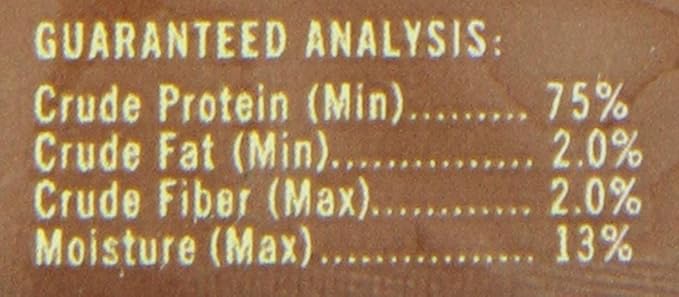 GUARANTEED ANALYSIS:
Crude Protein (Min)......... 75%
Crude Fat (Min)................ 2.0%
Crude Fiber (Max)............. 2.0%
Moisture (Max)................. 13%